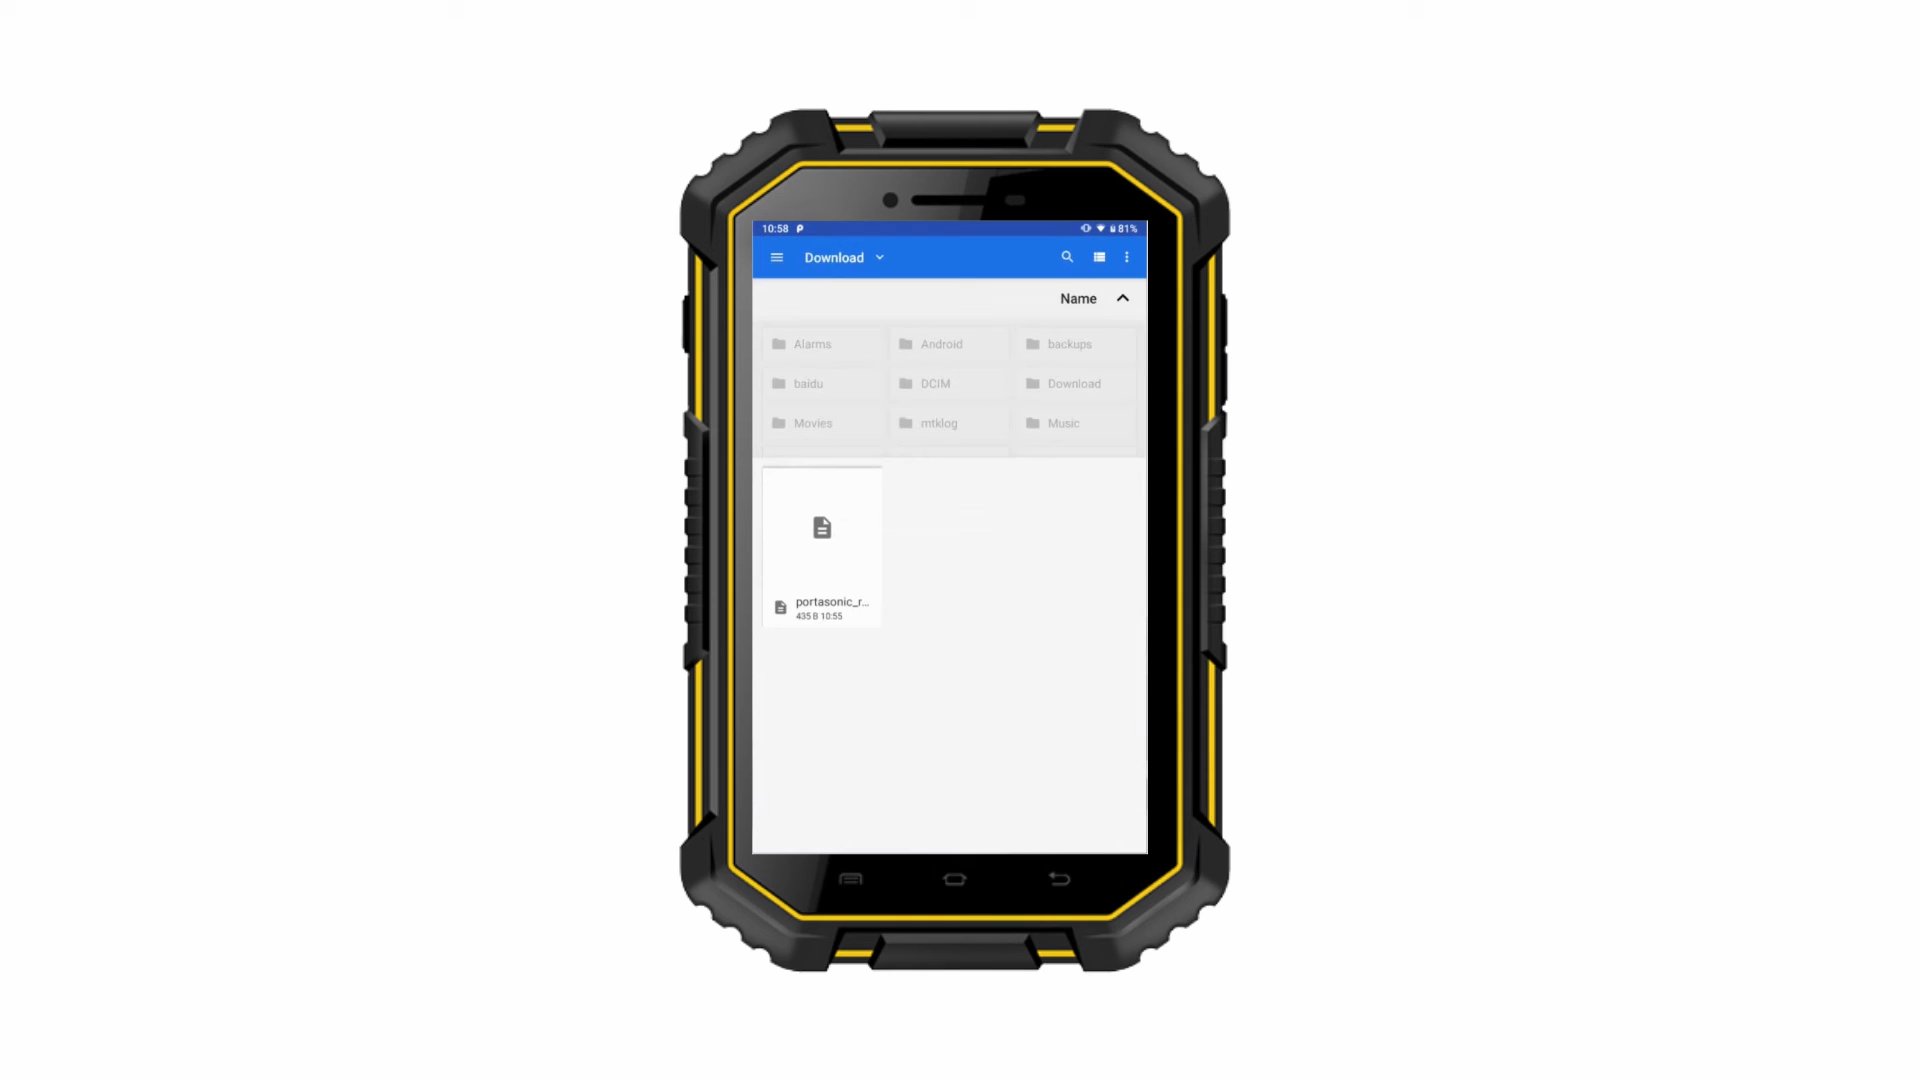 10:58 81%
Download
Name
Alarms Android backups
baidu DCIM Download
Movies mtklog Music
portasonic_r...
435 B 10:55